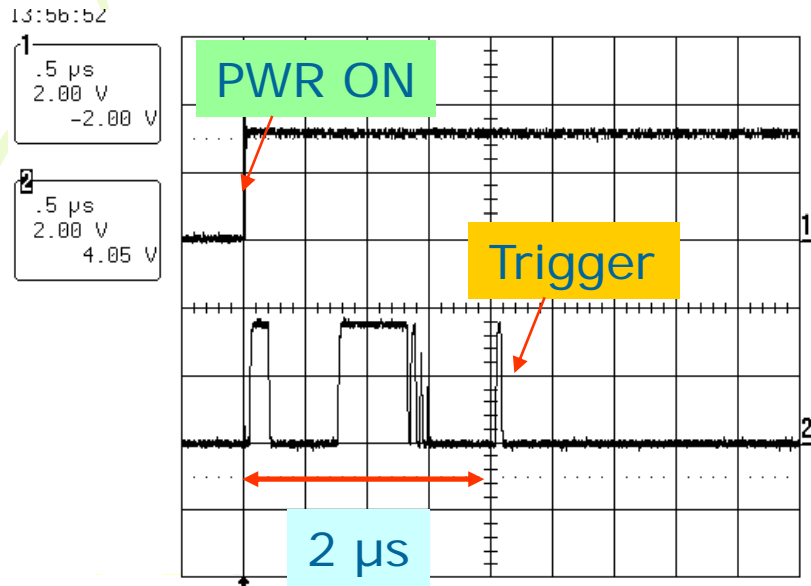 13:56:52
1
.5 µs
2.00 V
-2.00 V
2
.5 µs
2.00 V
4.05 V
PWR ON
1
Trigger
2
2 µs